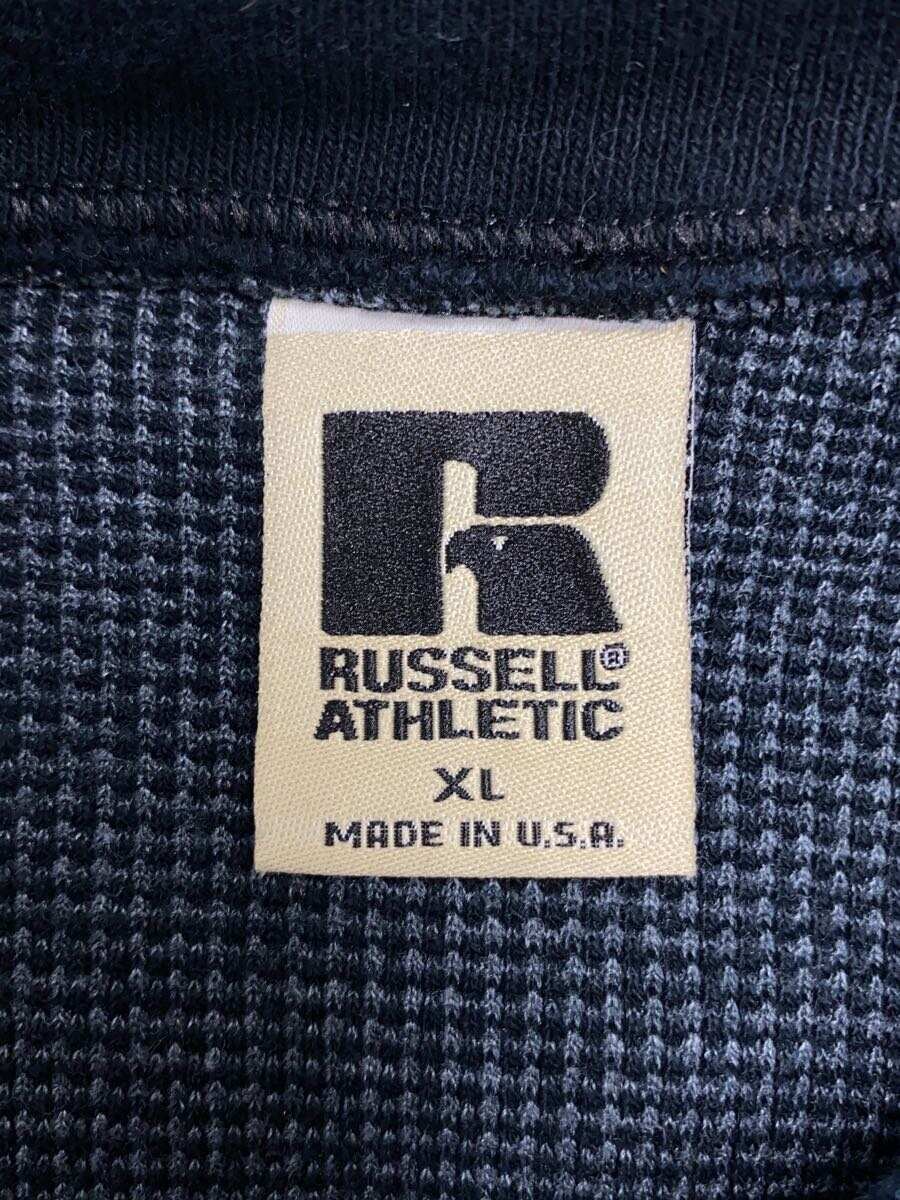 R
RUSSELL®
ATHLETIC
XL
MADE IN U.S.A.